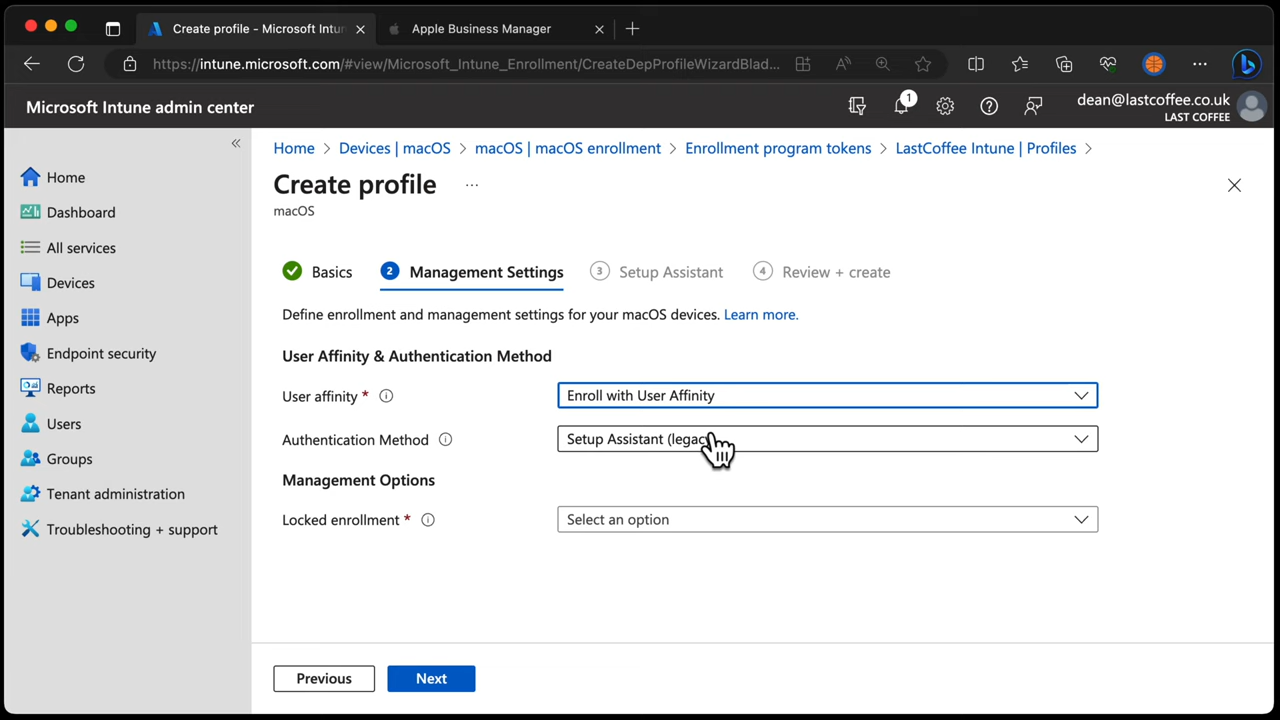 Create profile - Microsoft Intun
Apple Business Manager
https://intune.microsoft.com/#view/Microsoft_Intune_Enrollment/CreateDepProfileWizardBlad...
Microsoft Intune admin center
1
dean@lastcoffee.co.uk
LAST COFFEE
Home
Dashboard
All services
Devices
Apps
Endpoint security
Reports
Users
Groups
Tenant administration
Troubleshooting + support
Home > Devices | macOS > macOS | macOS enrollment > Enrollment program tokens > LastCoffee Intune | Profiles >
Create profile ...
macOS
Basics
2 Management Settings
3 Setup Assistant
4 Review + create
Define enrollment and management settings for your macOS devices. Learn more.
User Affinity & Authentication Method
User affinity *
Enroll with User Affinity
Authentication Method
Setup Assistant (legacy
Management Options
Locked enrollment *
Select an option
Previous
Next